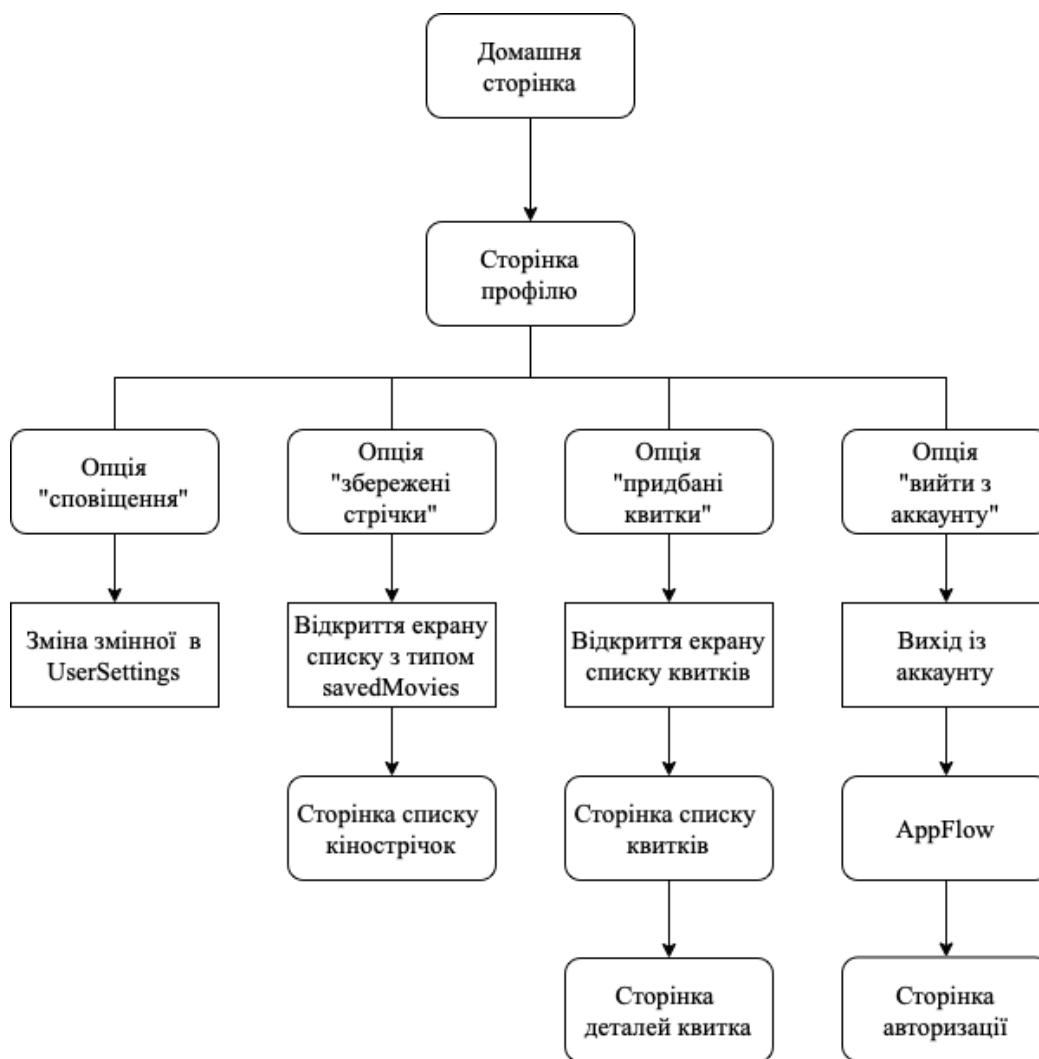 Домашня
сторінка
Сторінка
профілю
Опція
"сповіщення"
Опція
"збережені
стрічки"
Опція
"придбані
квитки"
Опція
"вийти з
аккаунту"
Зміна змінної в
UserSettings
Відкриття екрану
списку з типом
savedMovies
Відкриття екрану
списку квитків
Вихід із
аккаунту
Сторінка списку
кінострічок
Сторінка списку
квитків
AppFlow
Сторінка
деталей квитка
Сторінка
авторизації